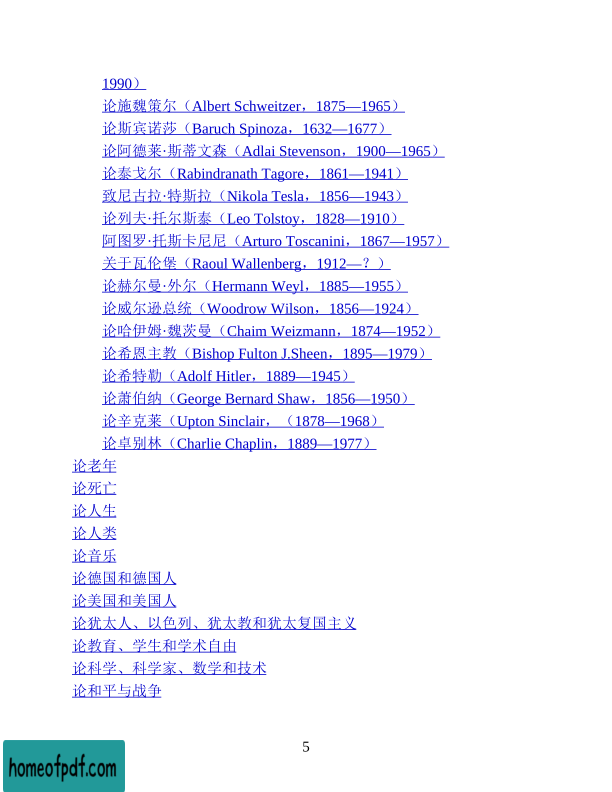 1990）
论施魏策尔（Albert Schweitzer，1875—1965）
论斯宾诺莎（Baruch Spinoza，1632—1677）
论阿德莱·斯蒂文森（Adlai Stevenson，1900—1965）
论泰戈尔（Rabindranath Tagore，1861—1941）
致尼古拉·特斯拉（Nikola Tesla，1856—1943）
论列夫·托尔斯泰（Leo Tolstoy，1828—1910）
阿图罗·托斯卡尼尼（Arturo Toscanini，1867—1957）
关于瓦伦堡（Raoul Wallenberg，1912—？）
论赫尔曼·外尔（Hermann Weyl，1885—1955）
论威尔逊总统（Woodrow Wilson，1856—1924）
论哈伊姆·魏茨曼（Chaim Weizmann，1874—1952）
论希恩主教（Bishop Fulton J.Sheen，1895—1979）
论希特勒（Adolf Hitler，1889—1945）
论萧伯纳（George Bernard Shaw，1856—1950）
论辛克莱（Upton Sinclair，（1878—1968）
论卓别林（Charlie Chaplin，1889—1977）
论老年
论死亡
论人生
论人类
论音乐
论德国和德国人
论美国和美国人
论犹太人、以色列、犹太教和犹太复国主义
论教育、学生和学术自由
论科学、科学家、数学和技术
论和平与战争
5
homeofpdf.com